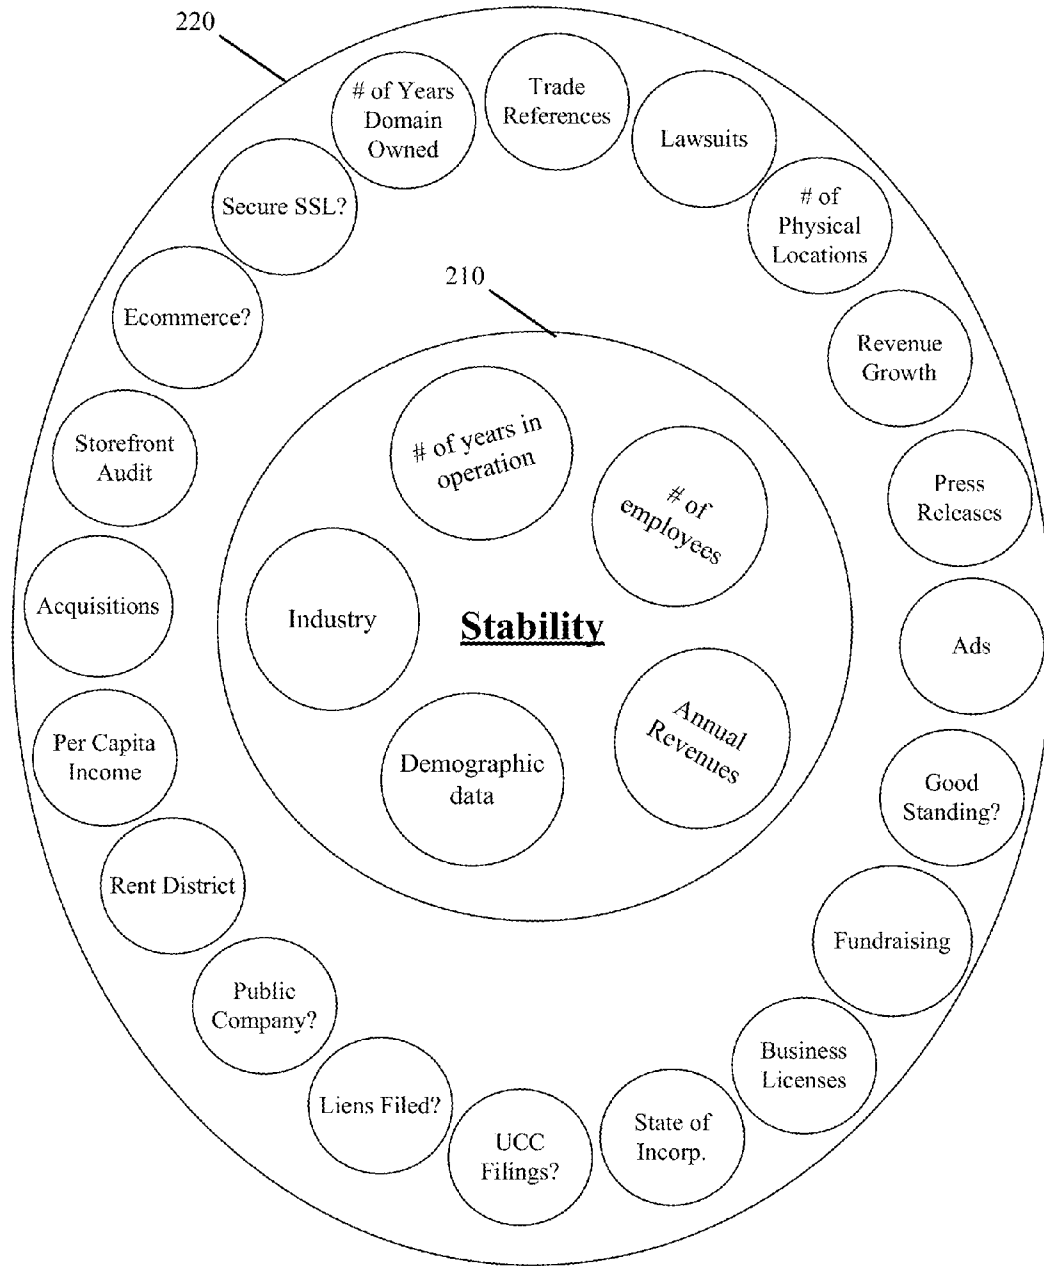 220
# of Years
Domain
Owned
Trade
References
Lawsuits
# of
Physical
Locations
Secure SSL?
Ecommerce?
Revenue
Growth
210
Storefront
Audit
Press
Releases
# of years in
operation
# of
employees
Acquisitions
Industry
Stability
Ads
Per Capita
Income
Demographic
data
Annual
Revenues
Good
Standing?
Rent District
Fundraising
Public
Company?
Business
Licenses
Liens Filed?
UCC
Filings?
State of
Incorp.